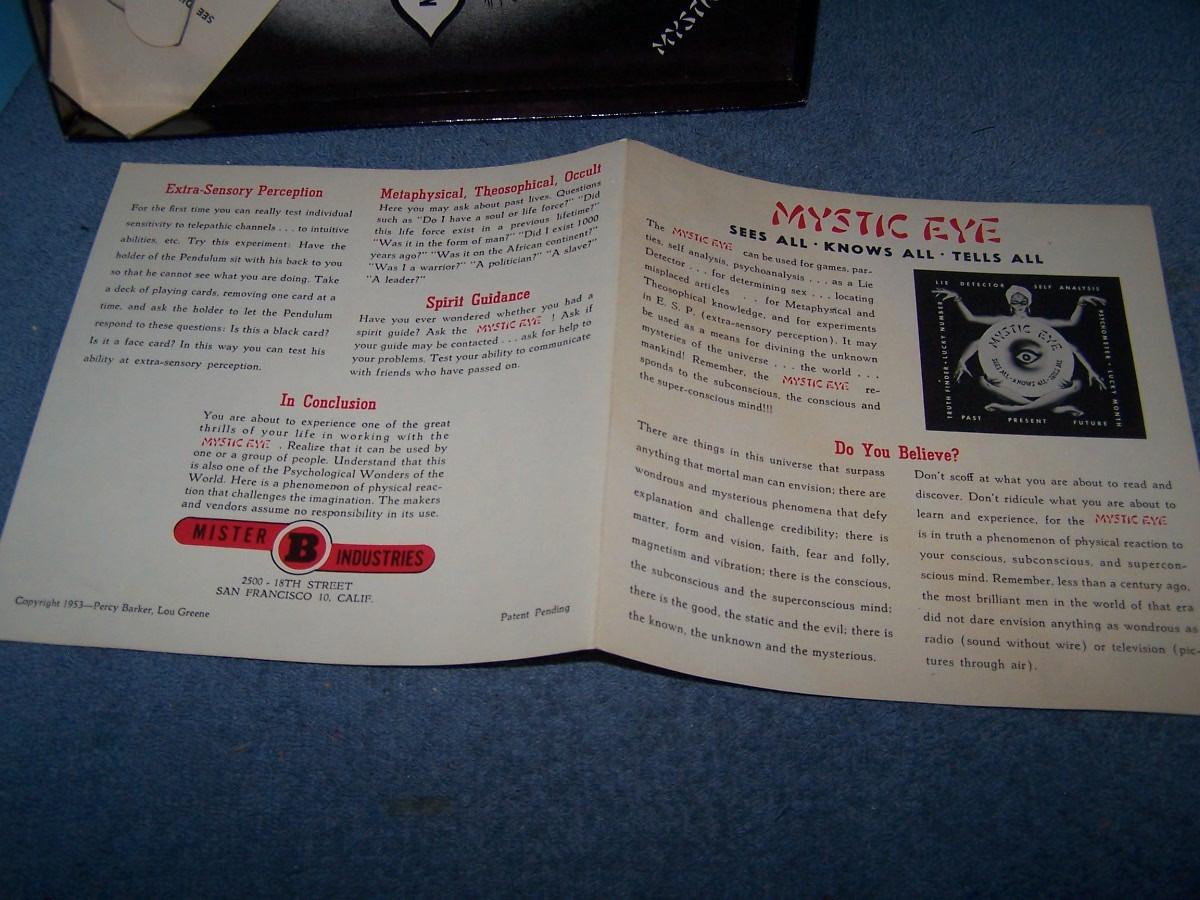 SEE
MYSTIC
Extra-Sensory Perception
For the first time you can really test individual
sensitivity to telepathic channels . . . to intuitive
abilities, etc. Try this experiment: Have the
holder of the Pendulum sit with his back to you
so that he cannot see what you are doing. Take
a deck of playing cards, removing one card at a
time, and ask the holder to let the Pendulum
respond to these questions: Is this a black card?
Is it a face card? In this way you can test his
ability at extra-sensory perception.
Metaphysical, Theosophical, Occult
Here you may ask about past lives. Questions
such as "Do I have a soul or life force?" "Did
this life force exist in a previous lifetime?"
"Was it in the form of man?" "Did I exist 1000
years ago?" "Was it on the African continent?"
"Was I a warrior?" "A politician?" "A slave?"
"A leader?"
Spirit Guidance
Have you ever wondered whether you had a
spirit guide? Ask the MYSTIC EYE ! Ask if
your guide may be contacted . . . ask for help to
your problems. Test your ability to communicate
with friends who have passed on.
In Conclusion
You are about to experience one of the great
thrills of your life in working with the
MYSTIC EYE . Realize that it can be used by
one or a group of people. Understand that this
is also one of the Psychological Wonders of the
World. Here is a phenomenon of physical reac-
tion that challenges the imagination. The makers
and vendors assume no responsibility in its use.
MISTER B INDUSTRIES
2500 - 18TH STREET
SAN FRANCISCO 10, CALIF.
Copyright 1953—Percy Barker, Lou Greene
Patent Pending
MYSTIC EYE
SEES ALL · KNOWS ALL · TELLS ALL
The MYSTIC EYE can be used for games, par-
ties, self analysis, psychoanalysis . . . as a Lie
Detector . . . for determining sex . . . locating
misplaced articles . . . for Metaphysical and
Theosophical knowledge, and for experiments
in E. S. P. (extra-sensory perception). It may
be used as a means for divining the unknown
mysteries of the universe . . . the world . . .
mankind! Remember, the MYSTIC EYE re-
sponds to the subconscious, the conscious and
the super-conscious mind!!!
LIE DETECTOR SELF ANALYSIS
TRUTH FINDER · LUCKY NUMBER
PSYCHOMETER · LUCKY MONTH
MYSTIC EYE
SEES ALL · KNOWS ALL · TELLS ALL
PAST PRESENT FUTURE
Do You Believe?
There are things in this universe that surpass
anything that mortal man can envision; there are
wondrous and mysterious phenomena that defy
explanation and challenge credibility; there is
matter, form and vision, faith, fear and folly,
magnetism and vibration; there is the conscious,
the subconscious and the superconscious mind;
there is the good, the static and the evil; there is
the known, the unknown and the mysterious.
Don't scoff at what you are about to read and
discover. Don't ridicule what you are about to
learn and experience, for the MYSTIC EYE
is in truth a phenomenon of physical reaction to
your conscious, subconscious, and supercon-
scious mind. Remember, less than a century ago,
the most brilliant men in the world of that era
did not dare envision anything as wondrous as
radio (sound without wire) or television (pic-
tures through air).